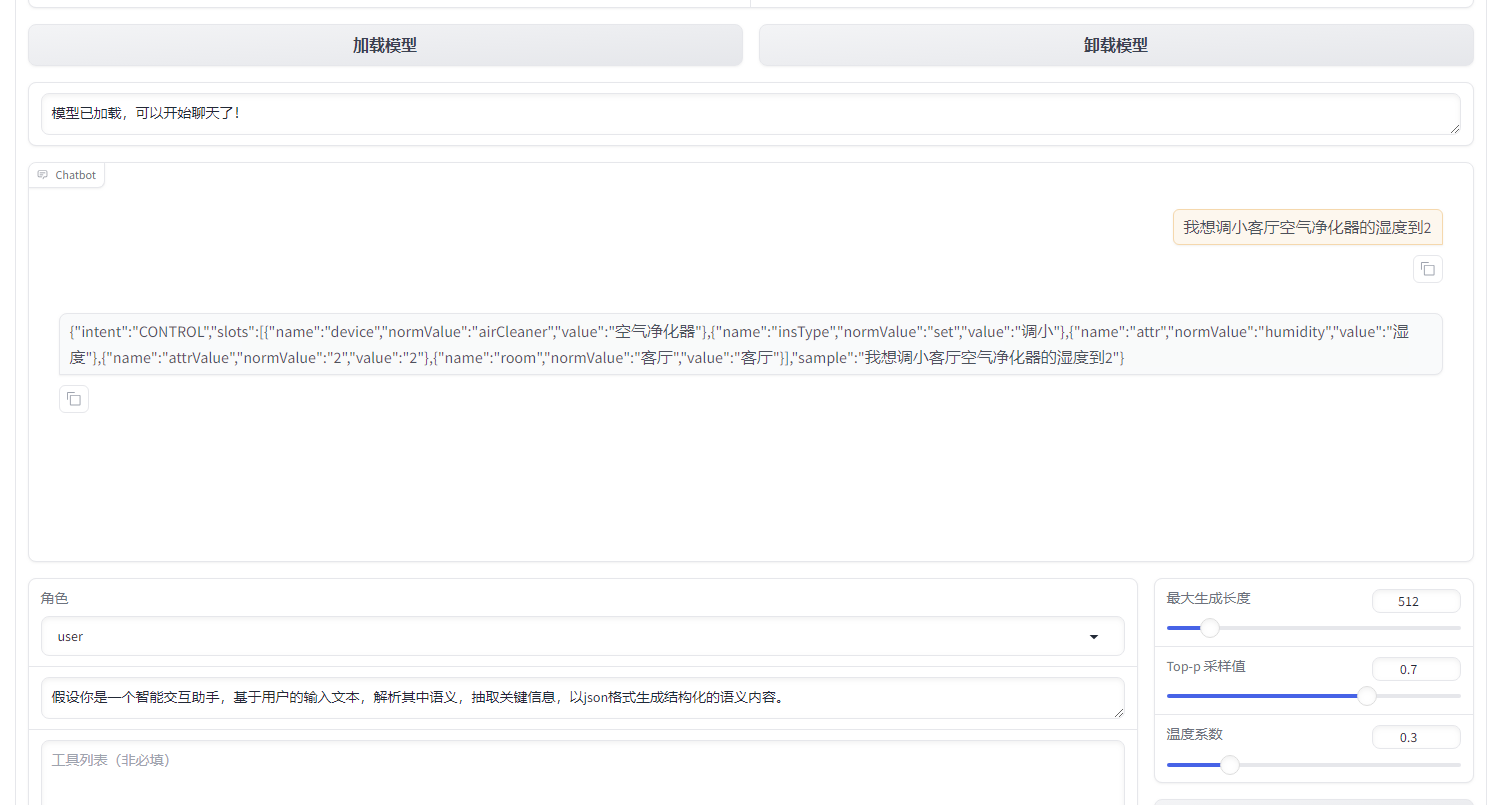 加载模型
卸载模型
模型已加载，可以开始聊天了！
Chatbot
我想调小客厅空气净化器的湿度到2
{"intent":"CONTROL","slots":[{"name":"device","normValue":"airCleaner","value":"空气净化器"},{"name":"insType","normValue":"set","value":"调小"},{"name":"attr","normValue":"humidity","value":"湿
度"},{"name":"attrValue","normValue":"2","value":"2"},{"name":"room","normValue":"客厅","value":"客厅"}],"sample":"我想调小客厅空气净化器的湿度到2"}
角色
user
假设你是一个智能交互助手，基于用户的输入文本，解析其中语义，抽取关键信息，以json格式生成结构化的语义内容。
工具列表（非必填）
最大生成长度
512
Top-p 采样值
0.7
温度系数
0.3